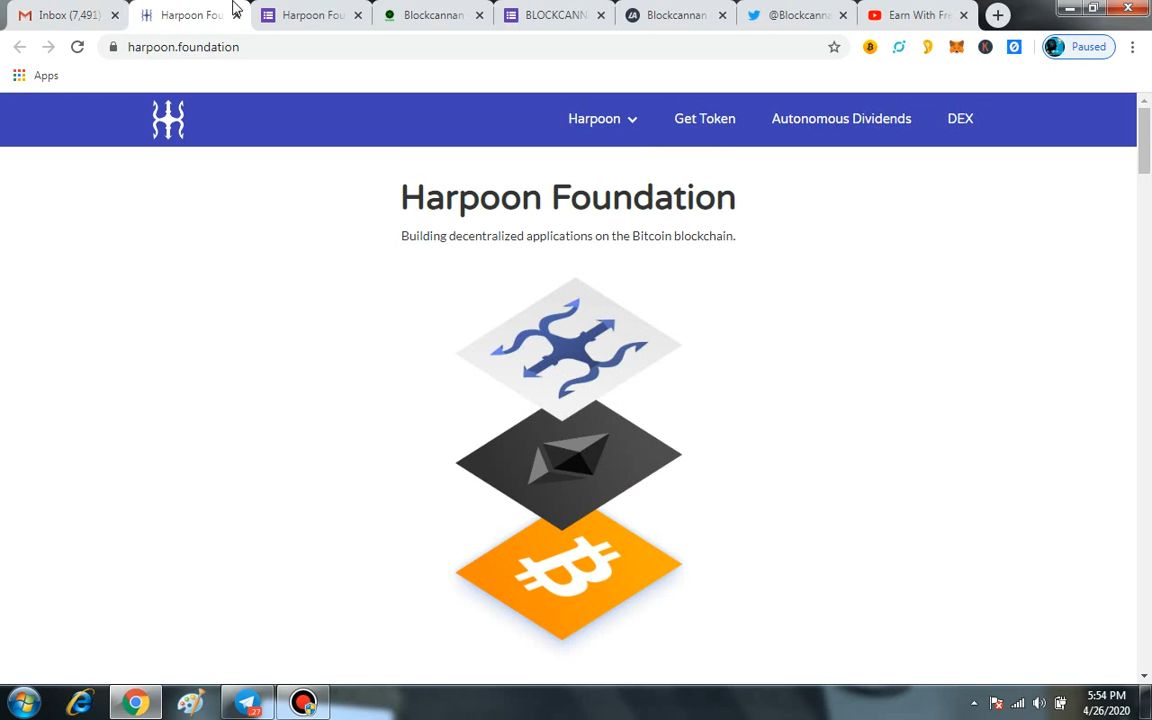 Inbox (7,491)
Harpoon Fou
Harpoon Fou
Blockcannan
BLOCKCANN
Blockcannan
@Blockcanna
Earn With Fre
harpoon.foundation
Paused
Apps
Harpoon
Get Token
Autonomous Dividends
DEX
Harpoon Foundation
Building decentralized applications on the Bitcoin blockchain.
27
5:54 PM
4/26/2020